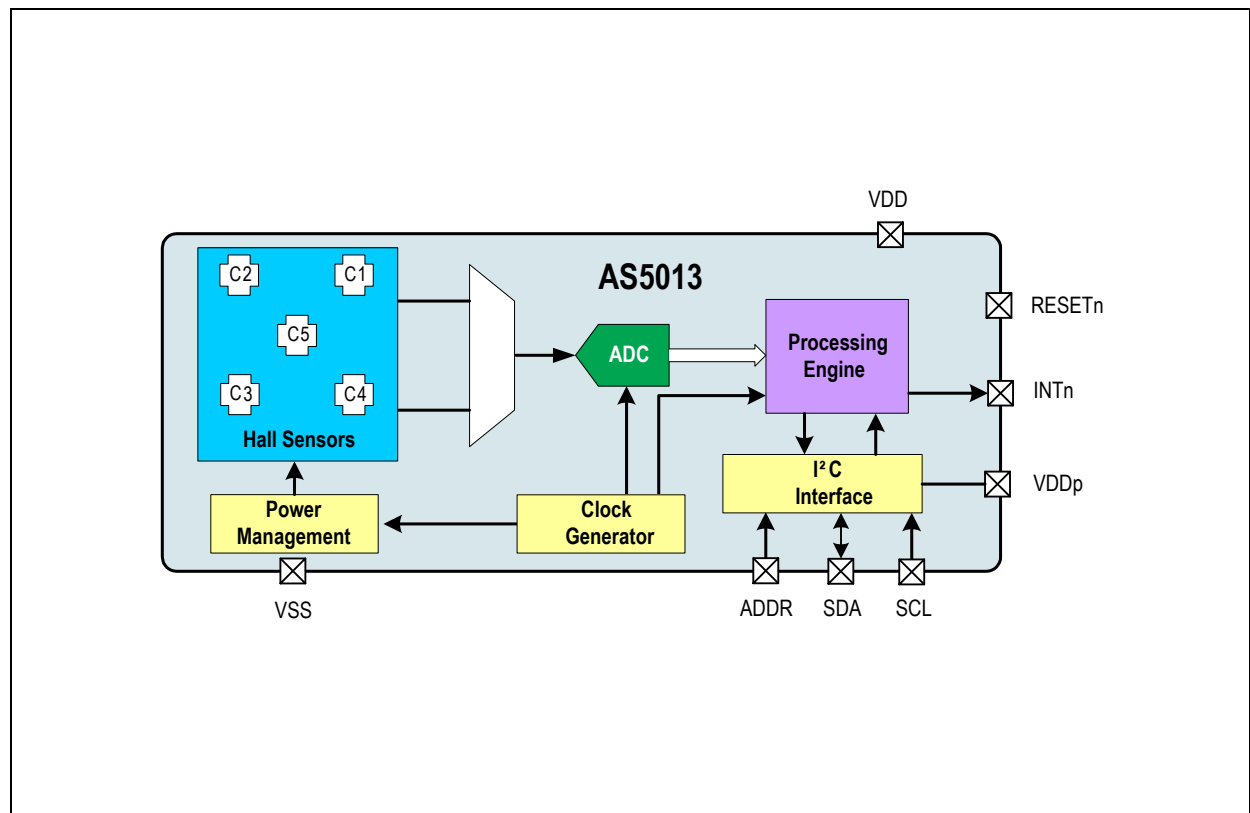 VDD
AS5013
C2
C1
C5
C3
C4
Hall Sensors
ADC
Processing
Engine
RESETn
INTn
I²C
Interface
VDDp
Power
Management
Clock
Generator
VSS
ADDR
SDA
SCL